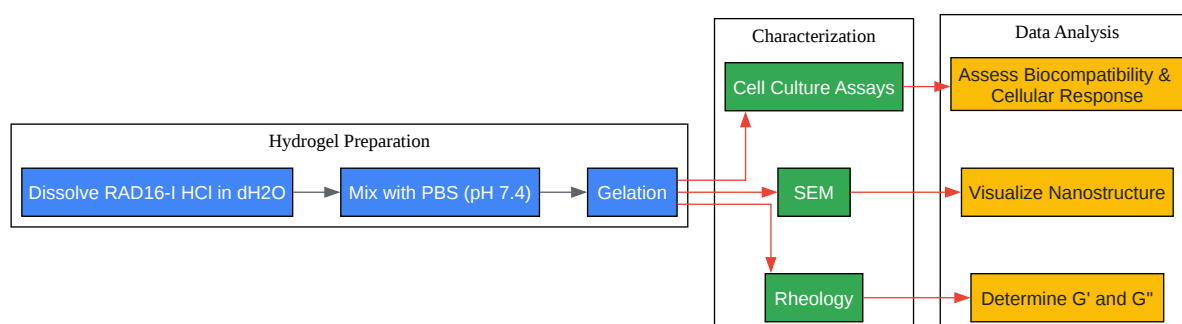 Hydrogel Preparation
Dissolve RAD16-I HCl in dH2O
Mix with PBS (pH 7.4)
Gelation
Characterization
Cell Culture Assays
SEM
Rheology
Data Analysis
Assess Biocompatibility &
Cellular Response
Visualize Nanostructure
Determine G' and G"